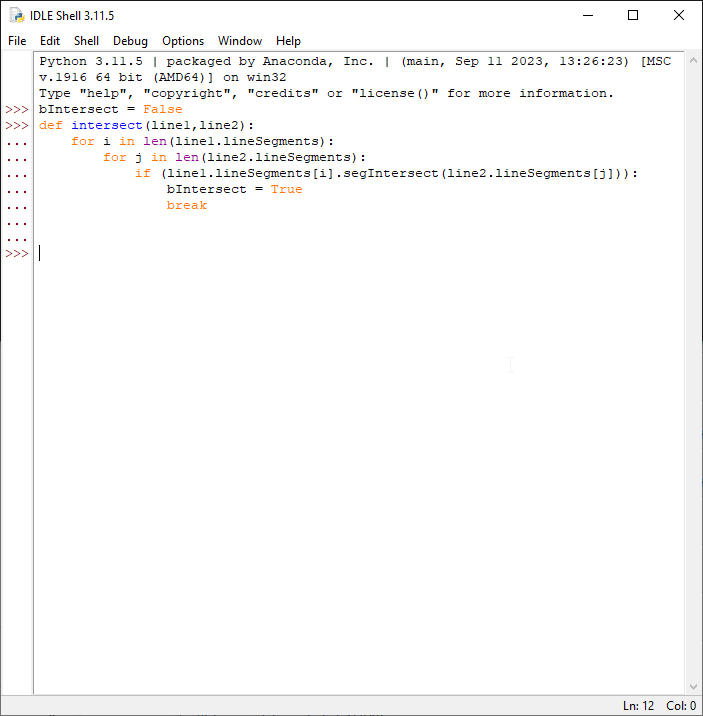 IDLE Shell 3.11.5
File Edit Shell Debug Options Window Help
Python 3.11.5 | packaged by Anaconda, Inc. | (main, Sep 11 2023, 13:26:23) [MSC
v.1916 64 bit (AMD64)] on win32
Type "help", "copyright", "credits" or "license()" for more information.
>>> bIntersect = False
>>> def intersect(line1,line2):
...     for i in len(line1.lineSegments):
...         for j in len(line2.lineSegments):
...             if (line1.lineSegments[i].segIntersect(line2.lineSegments[j])):
...                 bIntersect = True
...                 break
...
...
>>>
Ln: 12 Col: 0